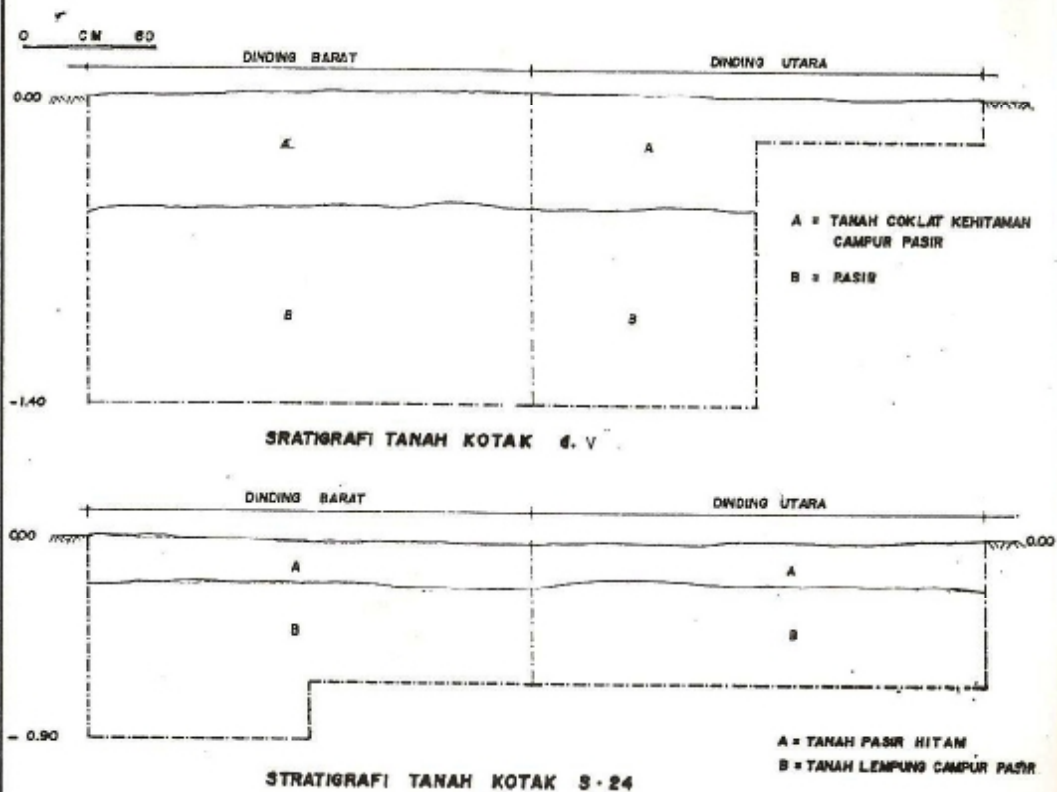 0 CM 60
DINDING BARAT DINDING UTARA
0.00
A A
A = TANAH COKLAT KEHITAMAN
CAMPUR PASIR
B = PASIR
B B
-1.40
SRATIGRAFI TANAH KOTAK d. V
DINDING BARAT DINDING UTARA
0.00 0.00
A A
B B
- 0.90
A = TANAH PASIR HITAM
B = TANAH LEMPUNG CAMPUR PASIR
STRATIGRAFI TANAH KOTAK S-24